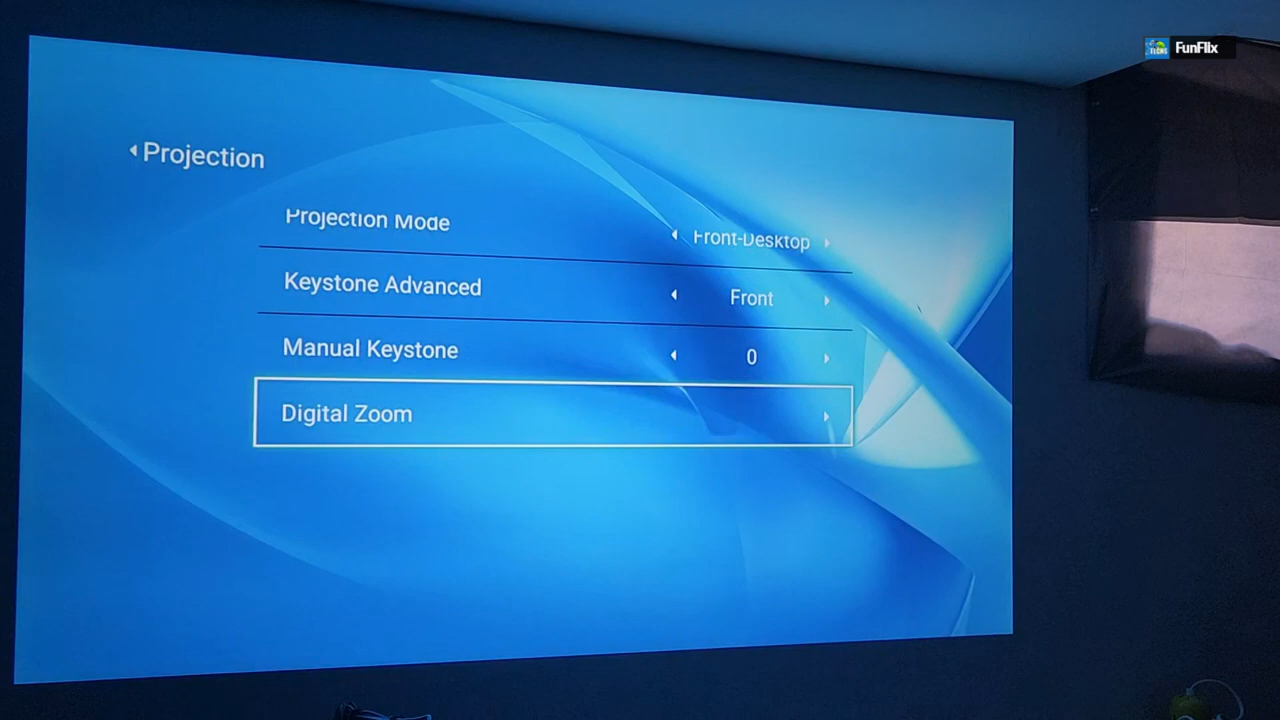 FunFlix
Projection
Projection Mode Front-Desktop
Keystone Advanced Front
Manual Keystone 0
Digital Zoom